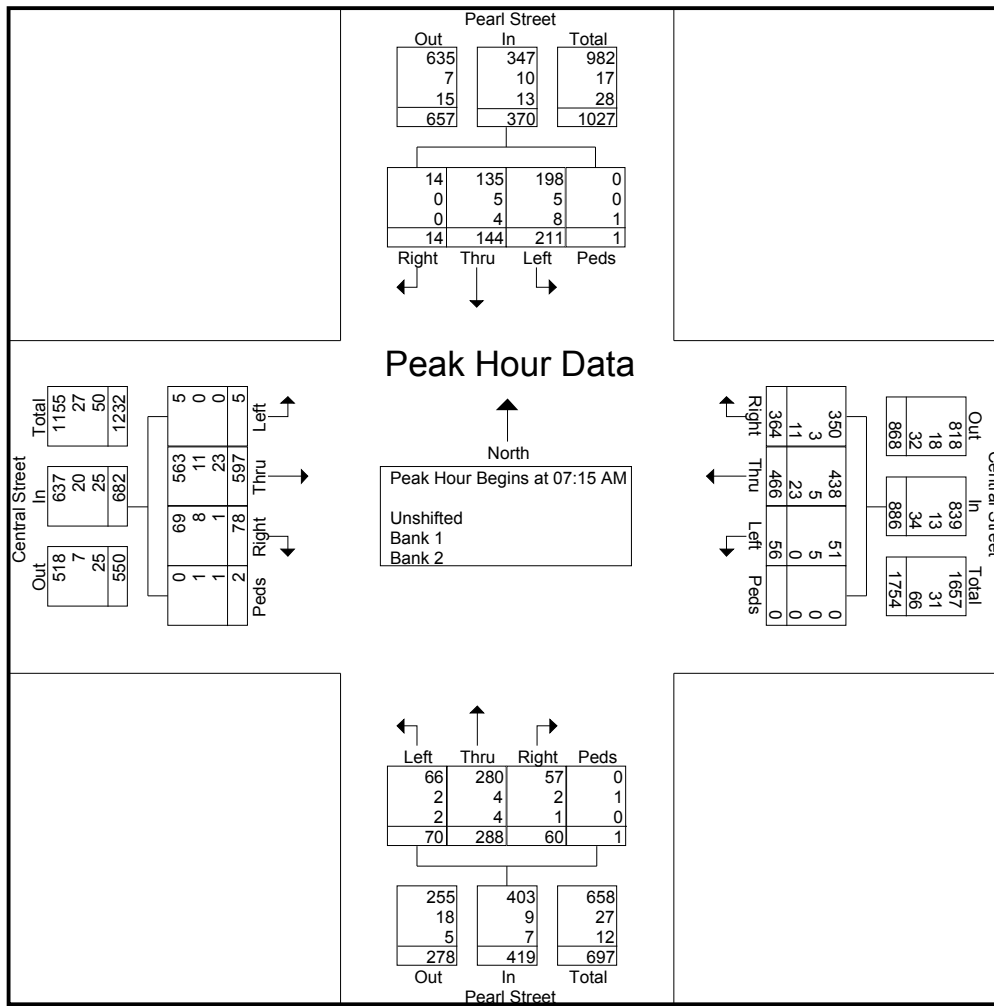 Pearl Street
Out In Total
635 347 982
7 10 17
15 13 28
657 370 1027
14 135 198 0
0 5 5 0
0 4 8 1
14 144 211 1
Right Thru Left Peds
Peak Hour Data
North
Peak Hour Begins at 07:15 AM
Unshifted
Bank 1
Bank 2
Central Street
Total In Out
1155 637 518
27 20 7
50 25 25
1232 682 550
5 563 69 0
0 11 8 1
0 23 1 1
5 597 78 2
Left Thru Right Peds
Out In Total
818 839 1657
18 13 31
32 34 66
868 886 1754
350 438 51 0
3 5 5 0
11 23 0 0
364 466 56 0
Right Thru Left Peds
Left Thru Right Peds
66 280 57 0
2 4 2 1
2 4 1 0
70 288 60 1
255 403 658
18 9 27
5 7 12
278 419 697
Out In Total
Pearl Street